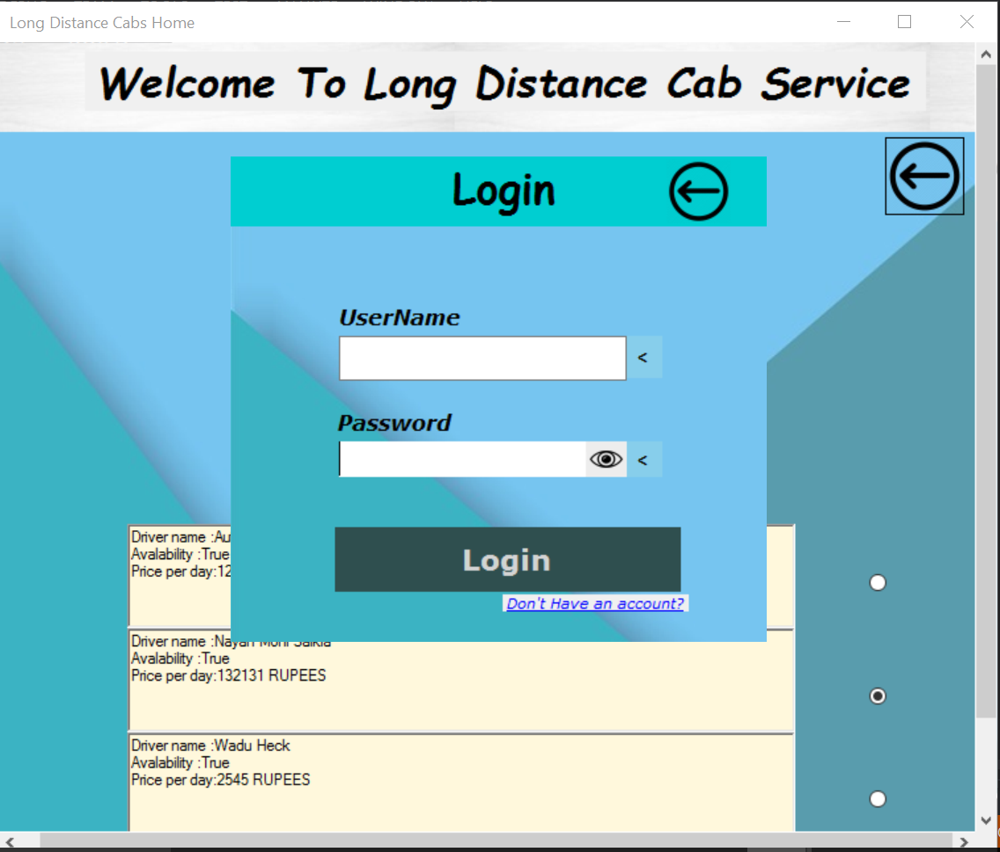 Long Distance Cabs Home
Welcome To Long Distance Cab Service
Login
UserName
<
Password
<
Login
Don't Have an account?
Driver name :Au
Avalability :True
Price per day:12
Driver name :Nayan Moni Saikia
Avalability :True
Price per day:132131 RUPEES
Driver name :Wadu Heck
Avalability :True
Price per day:2545 RUPEES